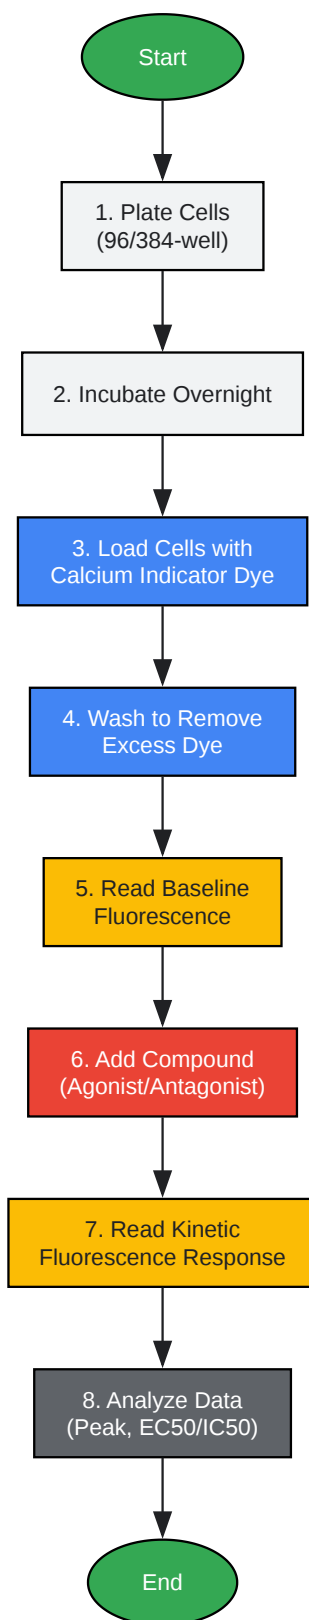 Start
1. Plate Cells
(96/384-well)
2. Incubate Overnight
3. Load Cells with
Calcium Indicator Dye
4. Wash to Remove
Excess Dye
5. Read Baseline
Fluorescence
6. Add Compound
(Agonist/Antagonist)
7. Read Kinetic
Fluorescence Response
8. Analyze Data
(Peak, EC50/IC50)
End